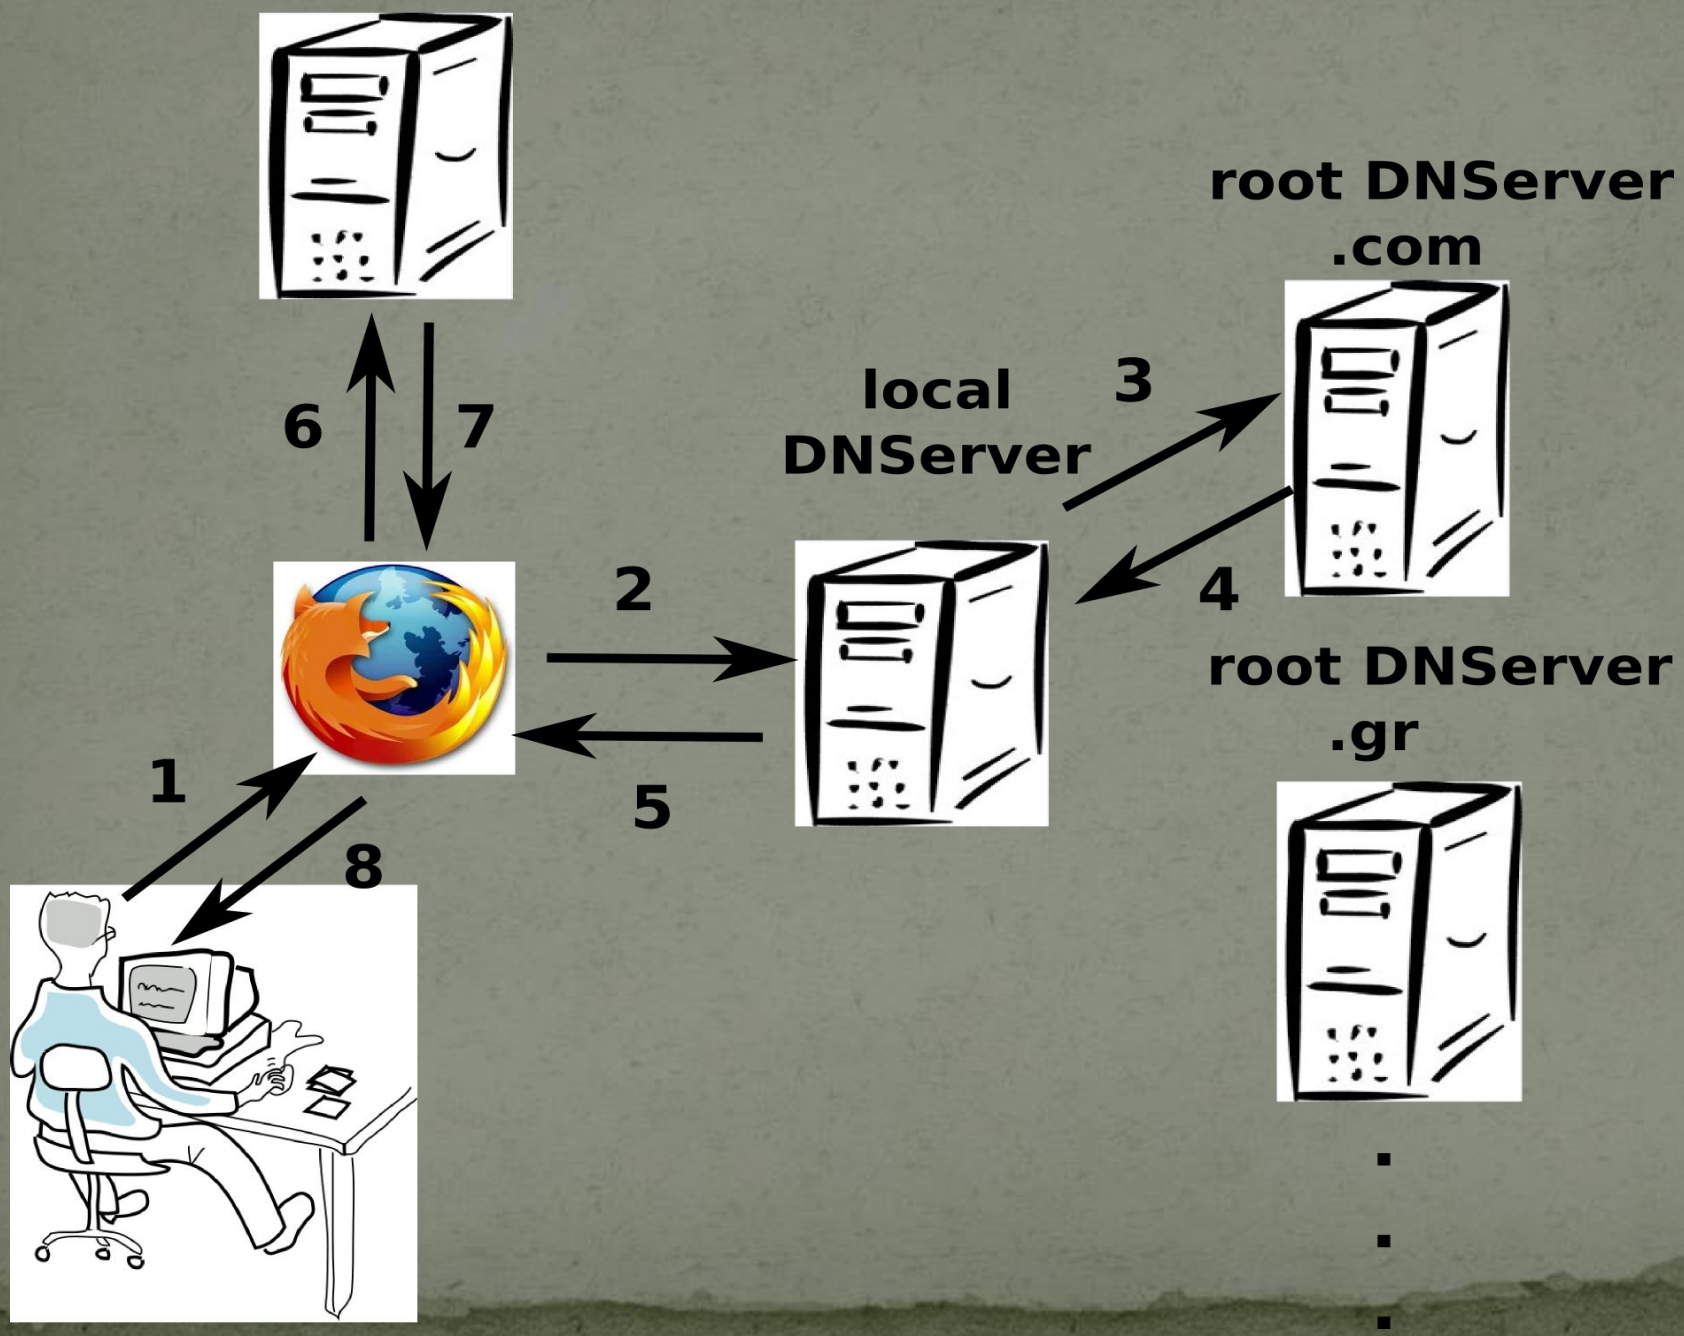 root DNServer
.com
local
DNServer
3
6
7
2
4
root DNServer
.gr
1
5
8
.
.
.